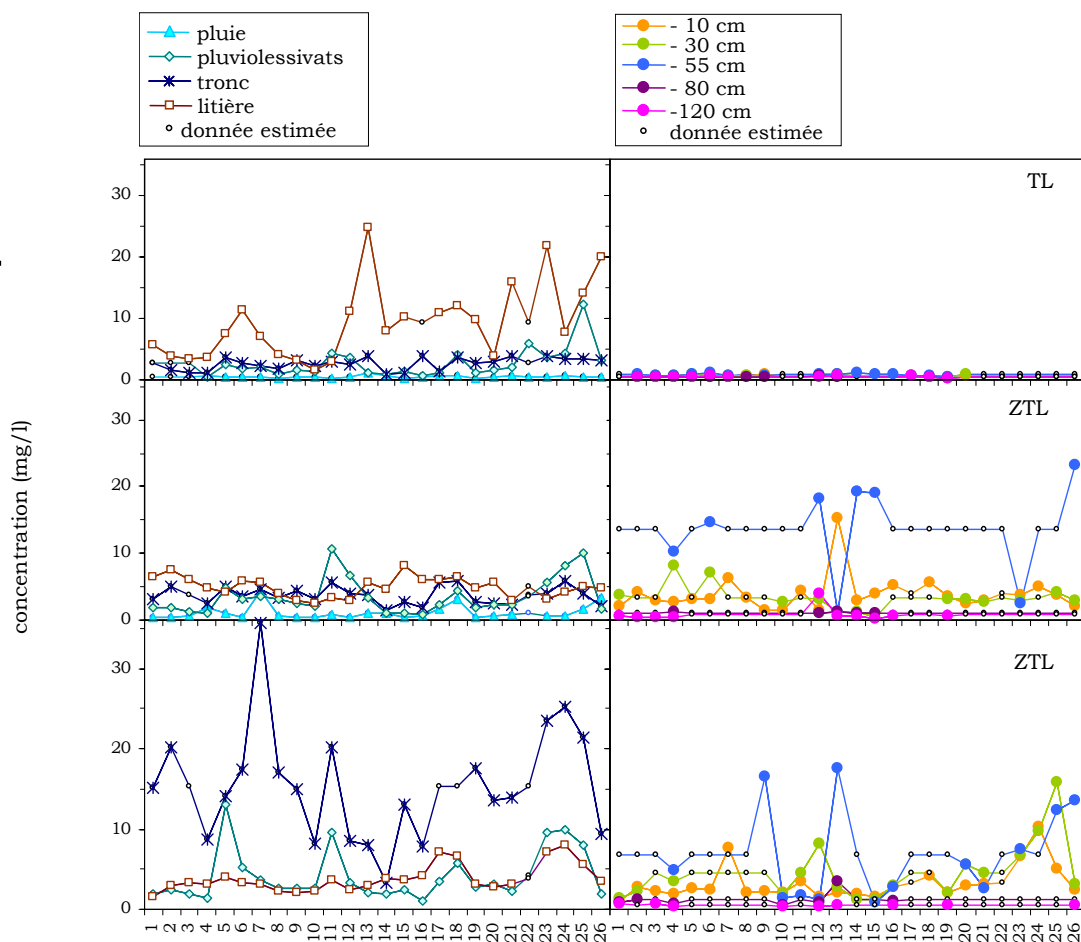 pluie
pluviolessivats
tronc
litière
donnée estimée
- 10 cm
- 30 cm
- 55 cm
- 80 cm
-120 cm
donnée estimée
concentration (mg/l)
30
20
10
0
TL
30
20
10
0
ZTL
30
20
10
0
ZTL
1 2 3 4 5 6 7 8 9 10 11 12 13 14 15 16 17 18 19 20 21 22 23 24 25 26
1 2 3 4 5 6 7 8 9 10 11 12 13 14 15 16 17 18 19 20 21 22 23 24 25 26